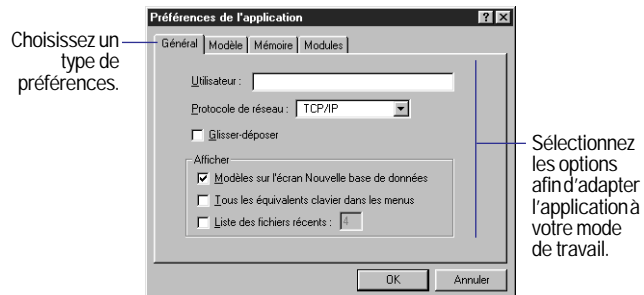 Préférences de l'application
Choisissez un
type de
préférences.
Général Modèle Mémoire Modules
Utilisateur :
Protocole de réseau : TCP/IP
Glisser-déposer
Afficher
Modèles sur l'écran Nouvelle base de données
Tous les équivalents clavier dans les menus
Liste des fichiers récents : 4
Sélectionnez
les options
afin d'adapter
l'application à
votre mode
de travail.
OK Annuler